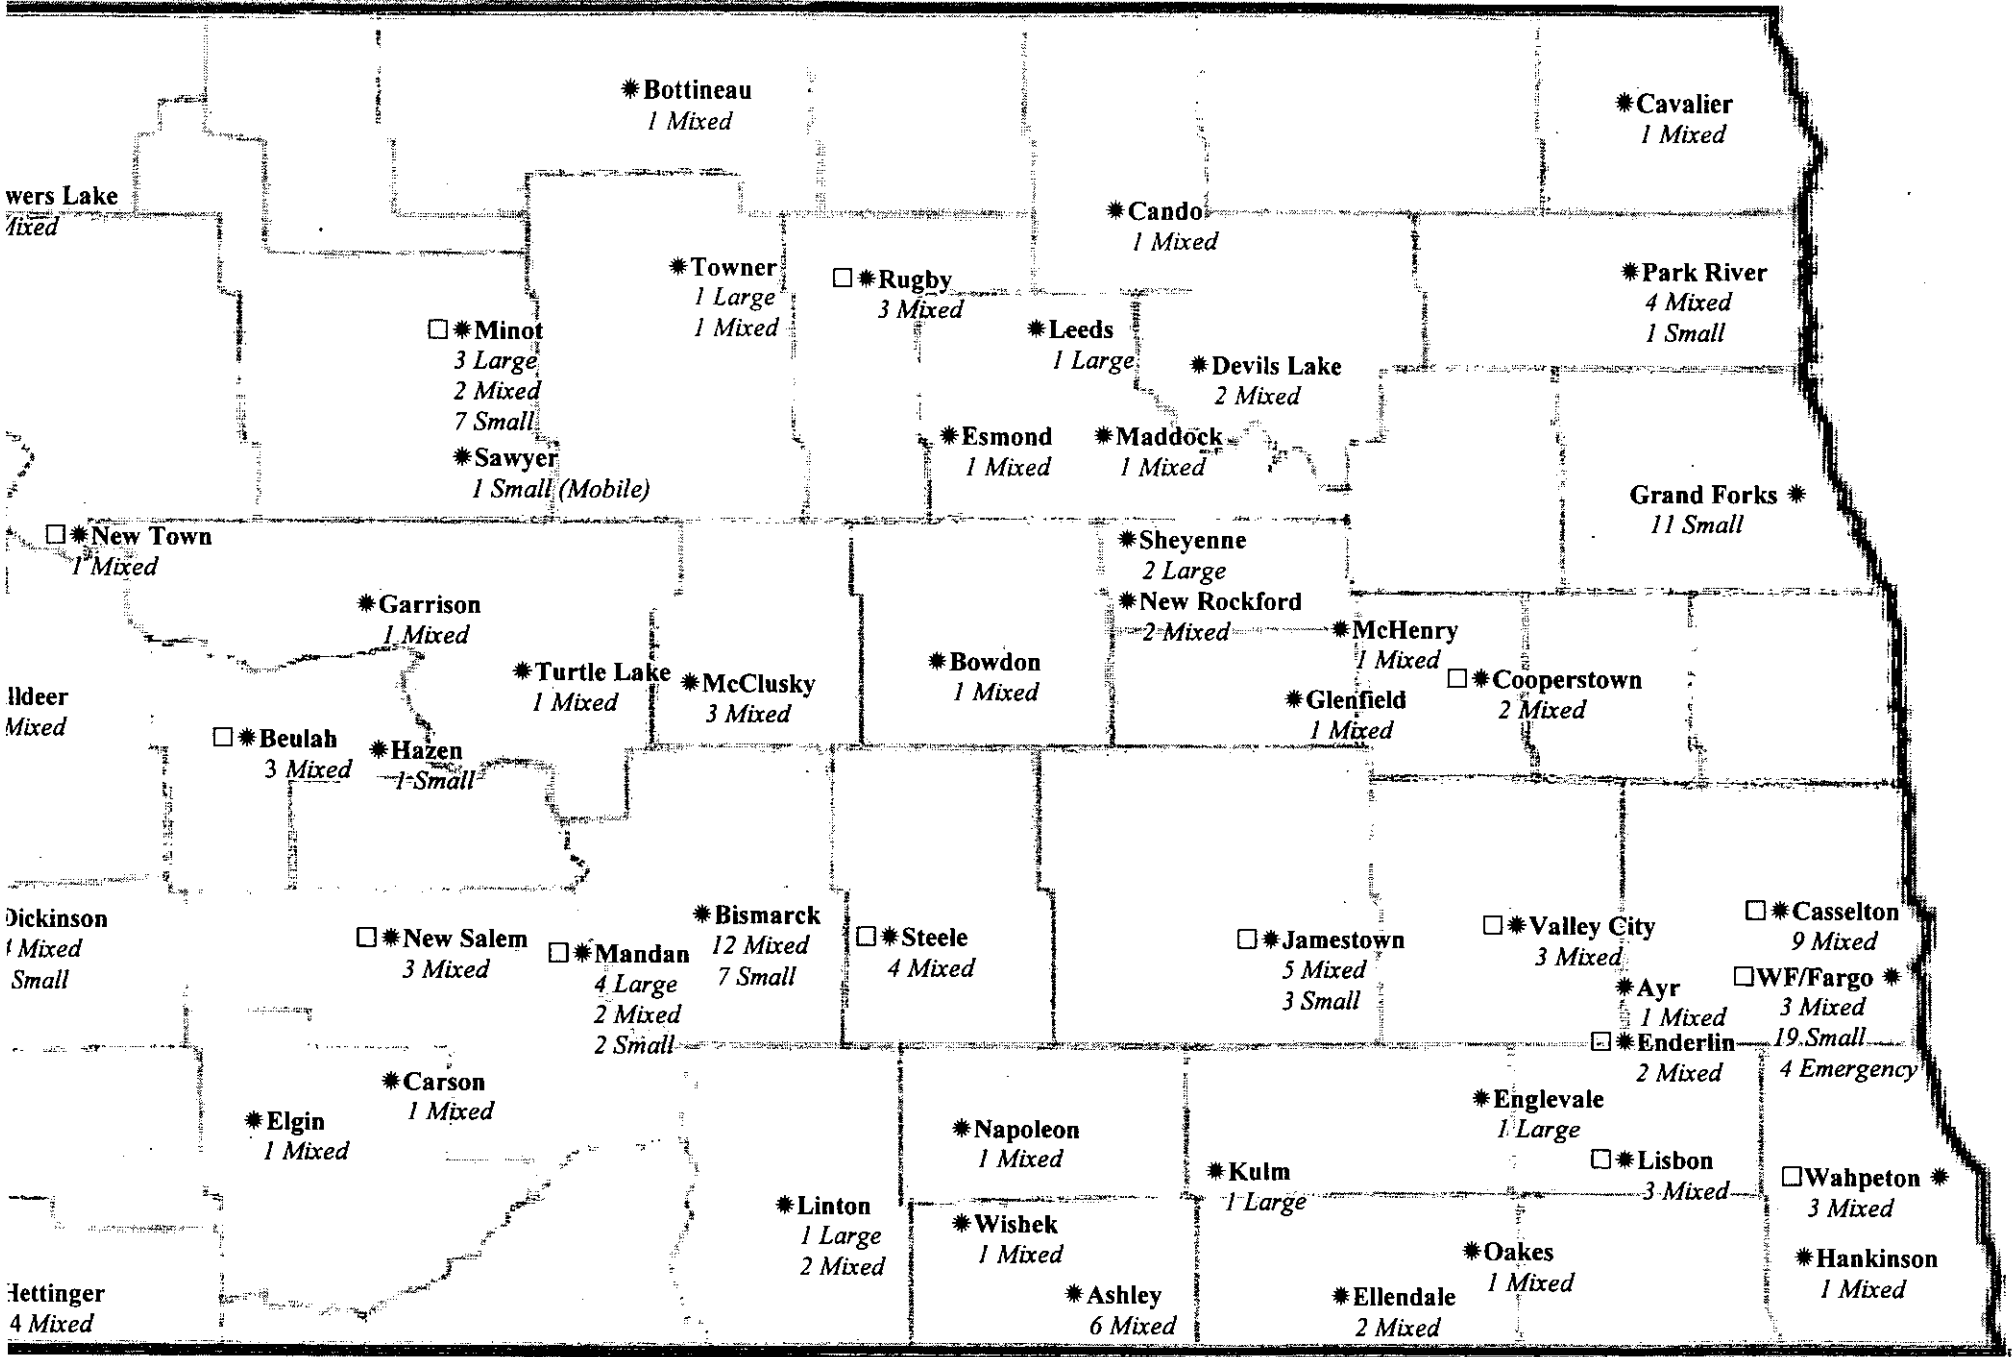 Bottineau
1 Mixed
Cavalier
1 Mixed
wers Lake
Mixed
Cando
1 Mixed
Towner
1 Large
1 Mixed
Rugby
3 Mixed
Park River
4 Mixed
1 Small
Minot
3 Large
2 Mixed
7 Small
Leeds
1 Large
Devils Lake
2 Mixed
Sawyer
1 Small (Mobile)
Esmond
1 Mixed
Maddock
1 Mixed
Grand Forks
11 Small
New Town
1 Mixed
Sheyenne
2 Large
Garrison
1 Mixed
New Rockford
2 Mixed
McHenry
1 Mixed
Turtle Lake
1 Mixed
McClusky
3 Mixed
Bowdon
1 Mixed
Glenfield
1 Mixed
Cooperstown
2 Mixed
lldeer
Mixed
Beulah
3 Mixed
Hazen
1 Small
Dickinson
Mixed
Small
New Salem
3 Mixed
Mandan
4 Large
2 Mixed
2 Small
Bismarck
12 Mixed
7 Small
Steele
4 Mixed
Jamestown
5 Mixed
3 Small
Valley City
3 Mixed
Casselton
9 Mixed
Ayr
1 Mixed
WF/Fargo
3 Mixed
19 Small
4 Emergency
Enderlin
2 Mixed
Carson
1 Mixed
Elgin
1 Mixed
Napoleon
1 Mixed
Englevale
1 Large
Kulm
1 Large
Lisbon
3 Mixed
Wahpeton
3 Mixed
Linton
1 Large
2 Mixed
Wishek
1 Mixed
Oakes
1 Mixed
Hankinson
1 Mixed
Hettinger
4 Mixed
Ashley
6 Mixed
Ellendale
2 Mixed